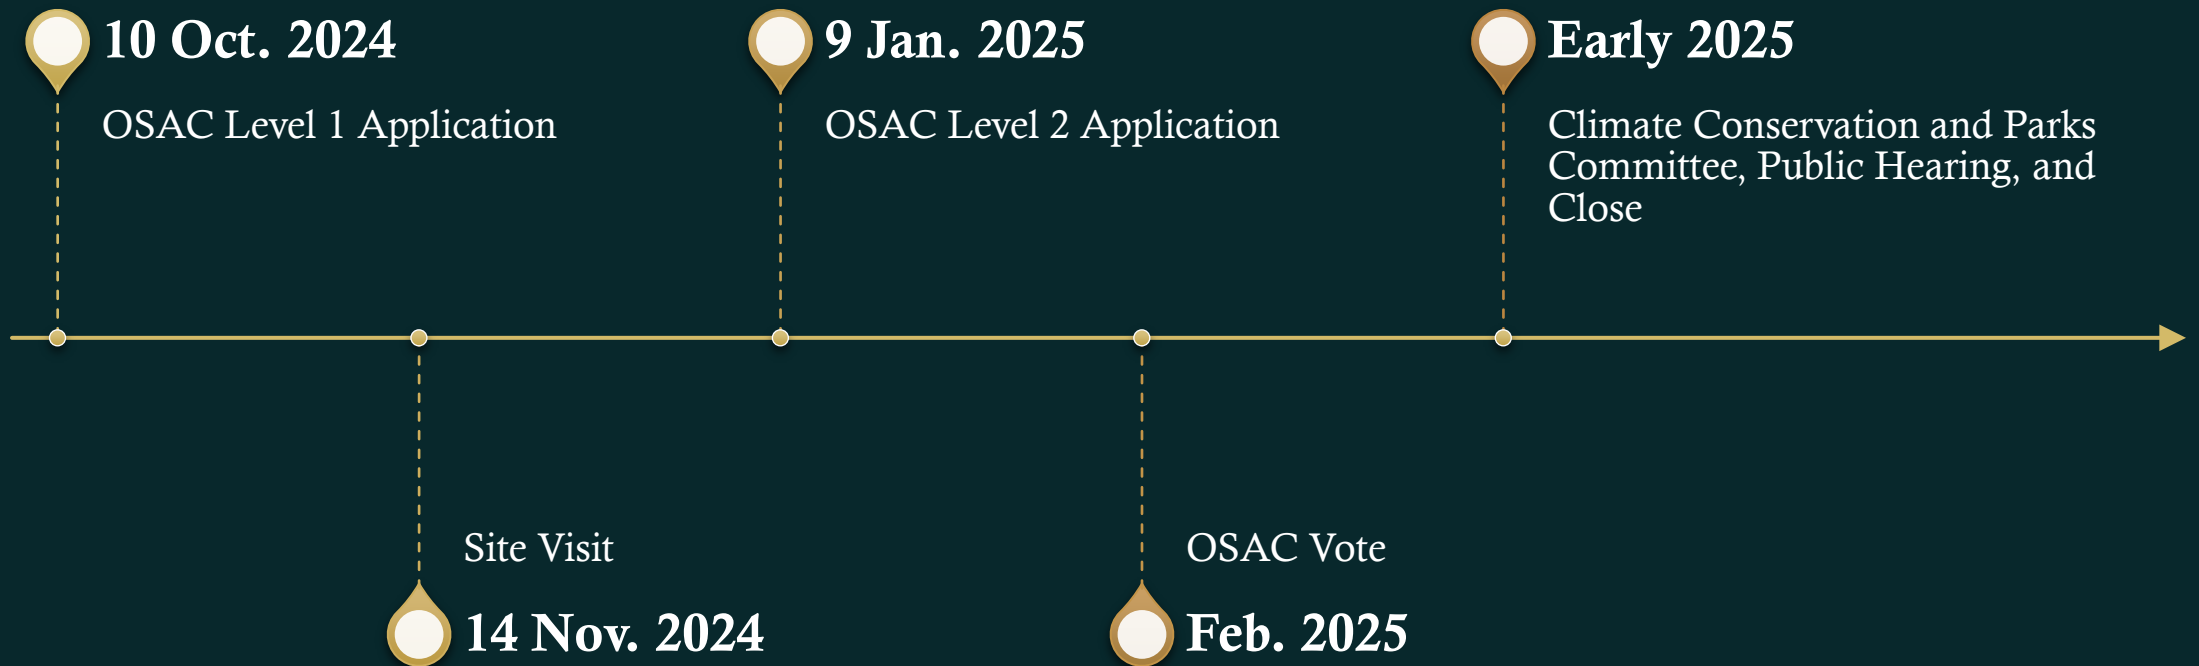 10 Oct. 2024
OSAC Level 1 Application
9 Jan. 2025
OSAC Level 2 Application
Early 2025
Climate Conservation and Parks
Committee, Public Hearing, and
Close
Site Visit
14 Nov. 2024
OSAC Vote
Feb. 2025